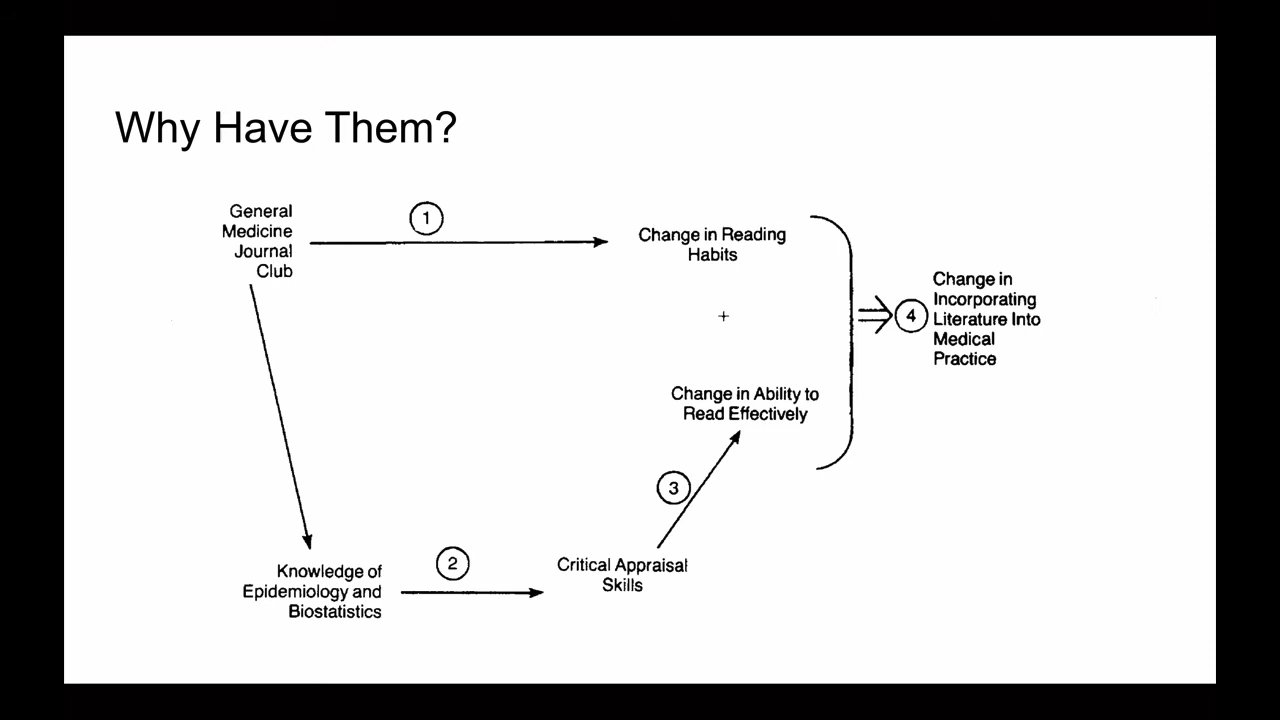 Why Have Them?
General
Medicine
Journal
Club
1
Change in Reading
Habits
+
Change in Ability to
Read Effectively
4
Change in
Incorporating
Literature Into
Medical
Practice
3
Knowledge of
Epidemiology and
Biostatistics
2
Critical Appraisal
Skills